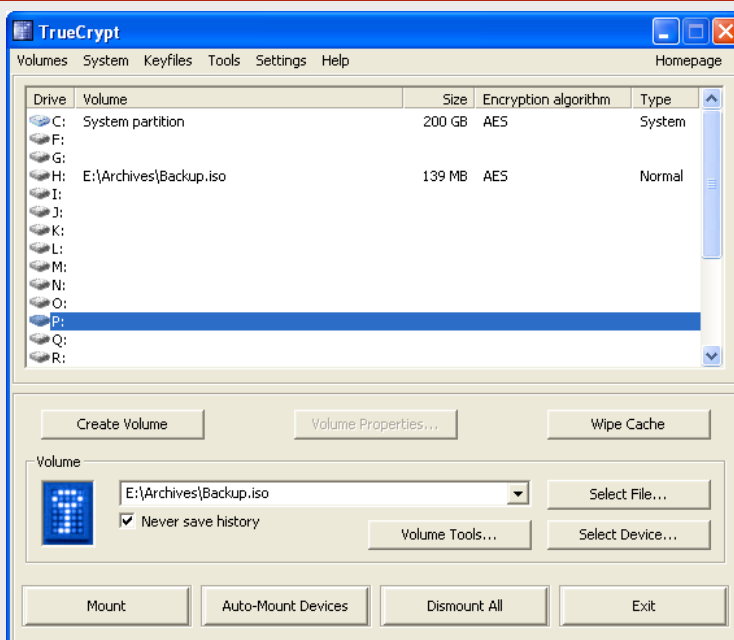 TrueCrypt
Volumes System Keyfiles Tools Settings Help Homepage
Drive Volume Size Encryption algorithm Type
C: System partition 200 GB AES System
F:
G:
H: E:\Archives\Backup.iso 139 MB AES Normal
I:
J:
K:
L:
M:
N:
O:
P:
Q:
R:
Create Volume Volume Properties... Wipe Cache
Volume
E:\Archives\Backup.iso Select File...
Never save history
Volume Tools... Select Device...
Mount Auto-Mount Devices Dismount All Exit